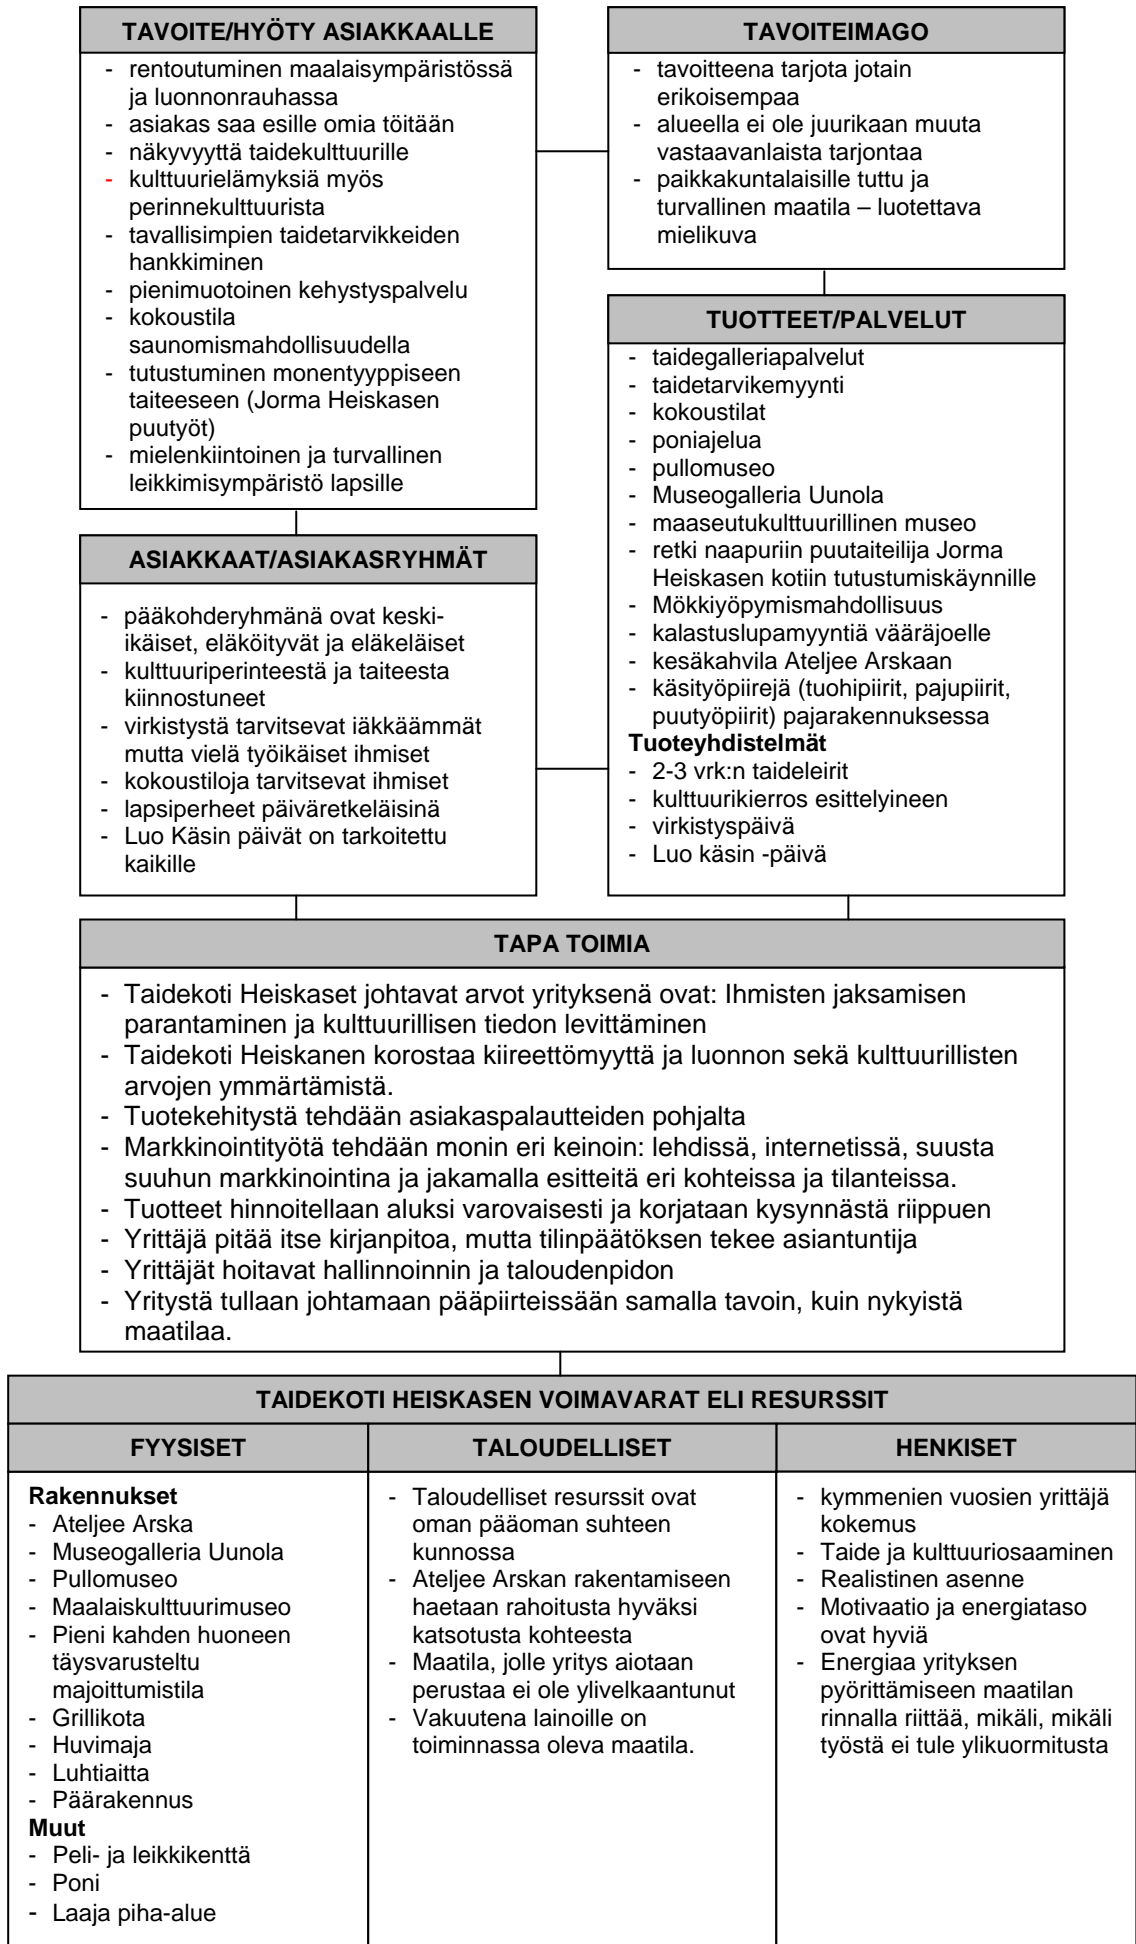 TAVOITE/HYÖTY ASIAKKAALLE
- rentoutuminen maalaisympäristössä
ja luonnonrauhassa
- asiakas saa esille omia töitään
- näkyvyyttä taidekulttuurille
- kulttuurielämyksiä myös
perinnekulttuurista
- tavallisimpien taidetarvikkeiden
hankkiminen
- pienimuotoinen kehystyspalvelu
- kokoustila
saunomismahdollisuudella
- tutustuminen monentyyppiseen
taiteeseen (Jorma Heiskasen
puutyöt)
- mielenkiintoinen ja turvallinen
leikkimisympäristö lapsille
TAVOITEIMAGO
- tavoitteena tarjota jotain
erikoisempaa
- alueella ei ole juurikaan muuta
vastaavanlaista tarjontaa
- paikkakuntalaisille tuttu ja
turvallinen maatila – luotettava
mielikuva
ASIAKKAAT/ASIAKASRYHMÄT
- pääkohderyhmänä ovat keski-
ikäiset, eläköityvät ja eläkeläiset
- kulttuuriperinteestä ja taiteesta
kiinnostuneet
- virkistystä tarvitsevat iäkkäämmät
mutta vielä työikäiset ihmiset
- kokoustiloja tarvitsevat ihmiset
- lapsiperheet päiväretkeläisinä
- Luo Käsin päivät on tarkoitettu
kaikille
TUOTTEET/PALVELUT
- taidegalleriapalvelut
- taidetarvikemyynti
- kokoustilat
- poniajelua
- pullomuseo
- Museogalleria Uunola
- maaseutukulttuurillinen museo
- retki naapuriin puutaiteilija Jorma
Heiskasen kotiin tutustumiskäynnille
- Mökkiyöpymismahdollisuus
- kalastuslupamyyntiä vääräjoelle
- kesäkahvila Ateljee Arskaan
- käsityöpiirejä (tuohipiirit, pajupiirit,
puutyöpiirit) pajarakennuksessa
Tuoteyhdistelmät
- 2-3 vrk:n taideleirit
- kulttuurikierros esittelyineen
- virkistyspäivä
- Luo käsin -päivä
TAPA TOIMIA
- Taidekoti Heiskaset johtavat arvot yrityksenä ovat: Ihmisten jaksamisen
parantaminen ja kulttuurillisen tiedon levittäminen
- Taidekoti Heiskanen korostaa kiireettömyyttä ja luonnon sekä kulttuurillisten
arvojen ymmärtämistä.
- Tuotekehitystä tehdään asiakaspalautteiden pohjalta
- Markkinointityötä tehdään monin eri keinoin: lehdissä, internetissä, suusta
suuhun markkinointina ja jakamalla esitteitä eri kohteissa ja tilanteissa.
- Tuotteet hinnoitellaan aluksi varovaisesti ja korjataan kysynnästä riippuen
- Yrittäjä pitää itse kirjanpitoa, mutta tilinpäätöksen tekee asiantuntija
- Yrittäjät hoitavat hallinnoinnin ja taloudenpidon
- Yritystä tullaan johtamaan pääpiirteissään samalla tavoin, kuin nykyistä
maatilaa.
TAIDEKOTI HEISKASEN VOIMAVARAT ELI RESURSSIT
FYYSISET
Rakennukset
- Ateljee Arska
- Museogalleria Uunola
- Pullomuseo
- Maalaiskulttuurimuseo
- Pieni kahden huoneen
täysvarusteltu
majoittumistila
- Grillikota
- Huvimaja
- Luhtiaitta
- Päärakennus
Muut
- Peli- ja leikkikenttä
- Poni
- Laaja piha-alue
TALOUDELLISET
- Taloudelliset resurssit ovat
oman pääoman suhteen
kunnossa
- Ateljee Arskan rakentamiseen
haetaan rahoitusta hyväksi
katsotusta kohteesta
- Maatila, jolle yritys aiotaan
perustaa ei ole ylivelkaantunut
- Vakuutena lainoille on
toiminnassa oleva maatila.
HENKISET
- kymmenien vuosien yrittäjä
kokemus
- Taide ja kulttuuriosaaminen
- Realistinen asenne
- Motivaatio ja energiataso
ovat hyviä
- Energiaa yrityksen
pyörittämiseen maatilan
rinnalla riittää, mikäli, mikäli
työstä ei tule ylikuormitusta